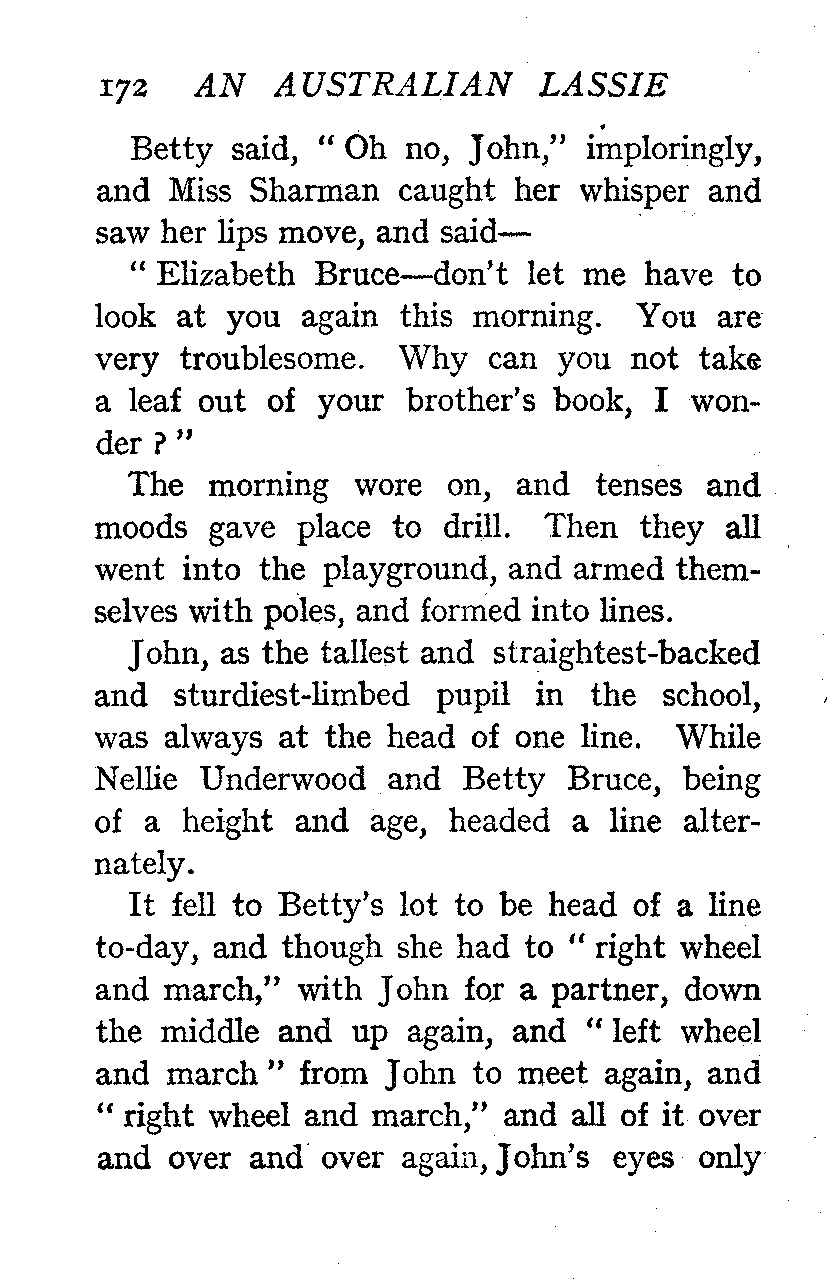 172 AN AUSTRALIAN LASSIE
Betty said, " Oh no, John," imploringly,
and Miss Sharman caught her whisper and
saw her lips move, and said—
" Elizabeth Bruce—don't let me have to
look at you again this morning. You are
very troublesome. Why can you not take
a leaf out of your brother's book, I won-
der ? "
The morning wore on, and tenses and
moods gave place to drill. Then they all
went into the playground, and armed them-
selves with poles, and formed into lines.
John, as the tallest and straightest-backed
and sturdiest-limbed pupil in the school,
was always at the head of one line. While
Nellie Underwood and Betty Bruce, being
of a height and age, headed a line alter-
nately.
It fell to Betty's lot to be head of a line
to-day, and though she had to " right wheel
and march," with John for a partner, down
the middle and up again, and " left wheel
and march " from John to meet again, and
" right wheel and march," and all of it over
and over and over again, John's eyes only